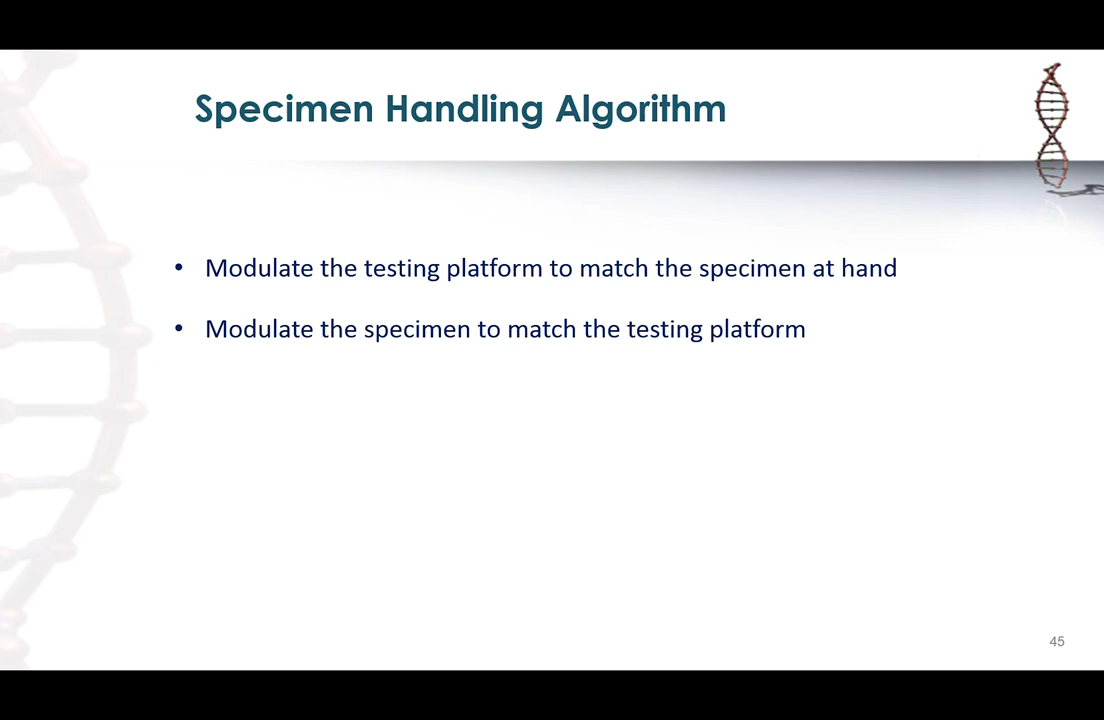 Specimen Handling Algorithm
• Modulate the testing platform to match the specimen at hand
• Modulate the specimen to match the testing platform
45